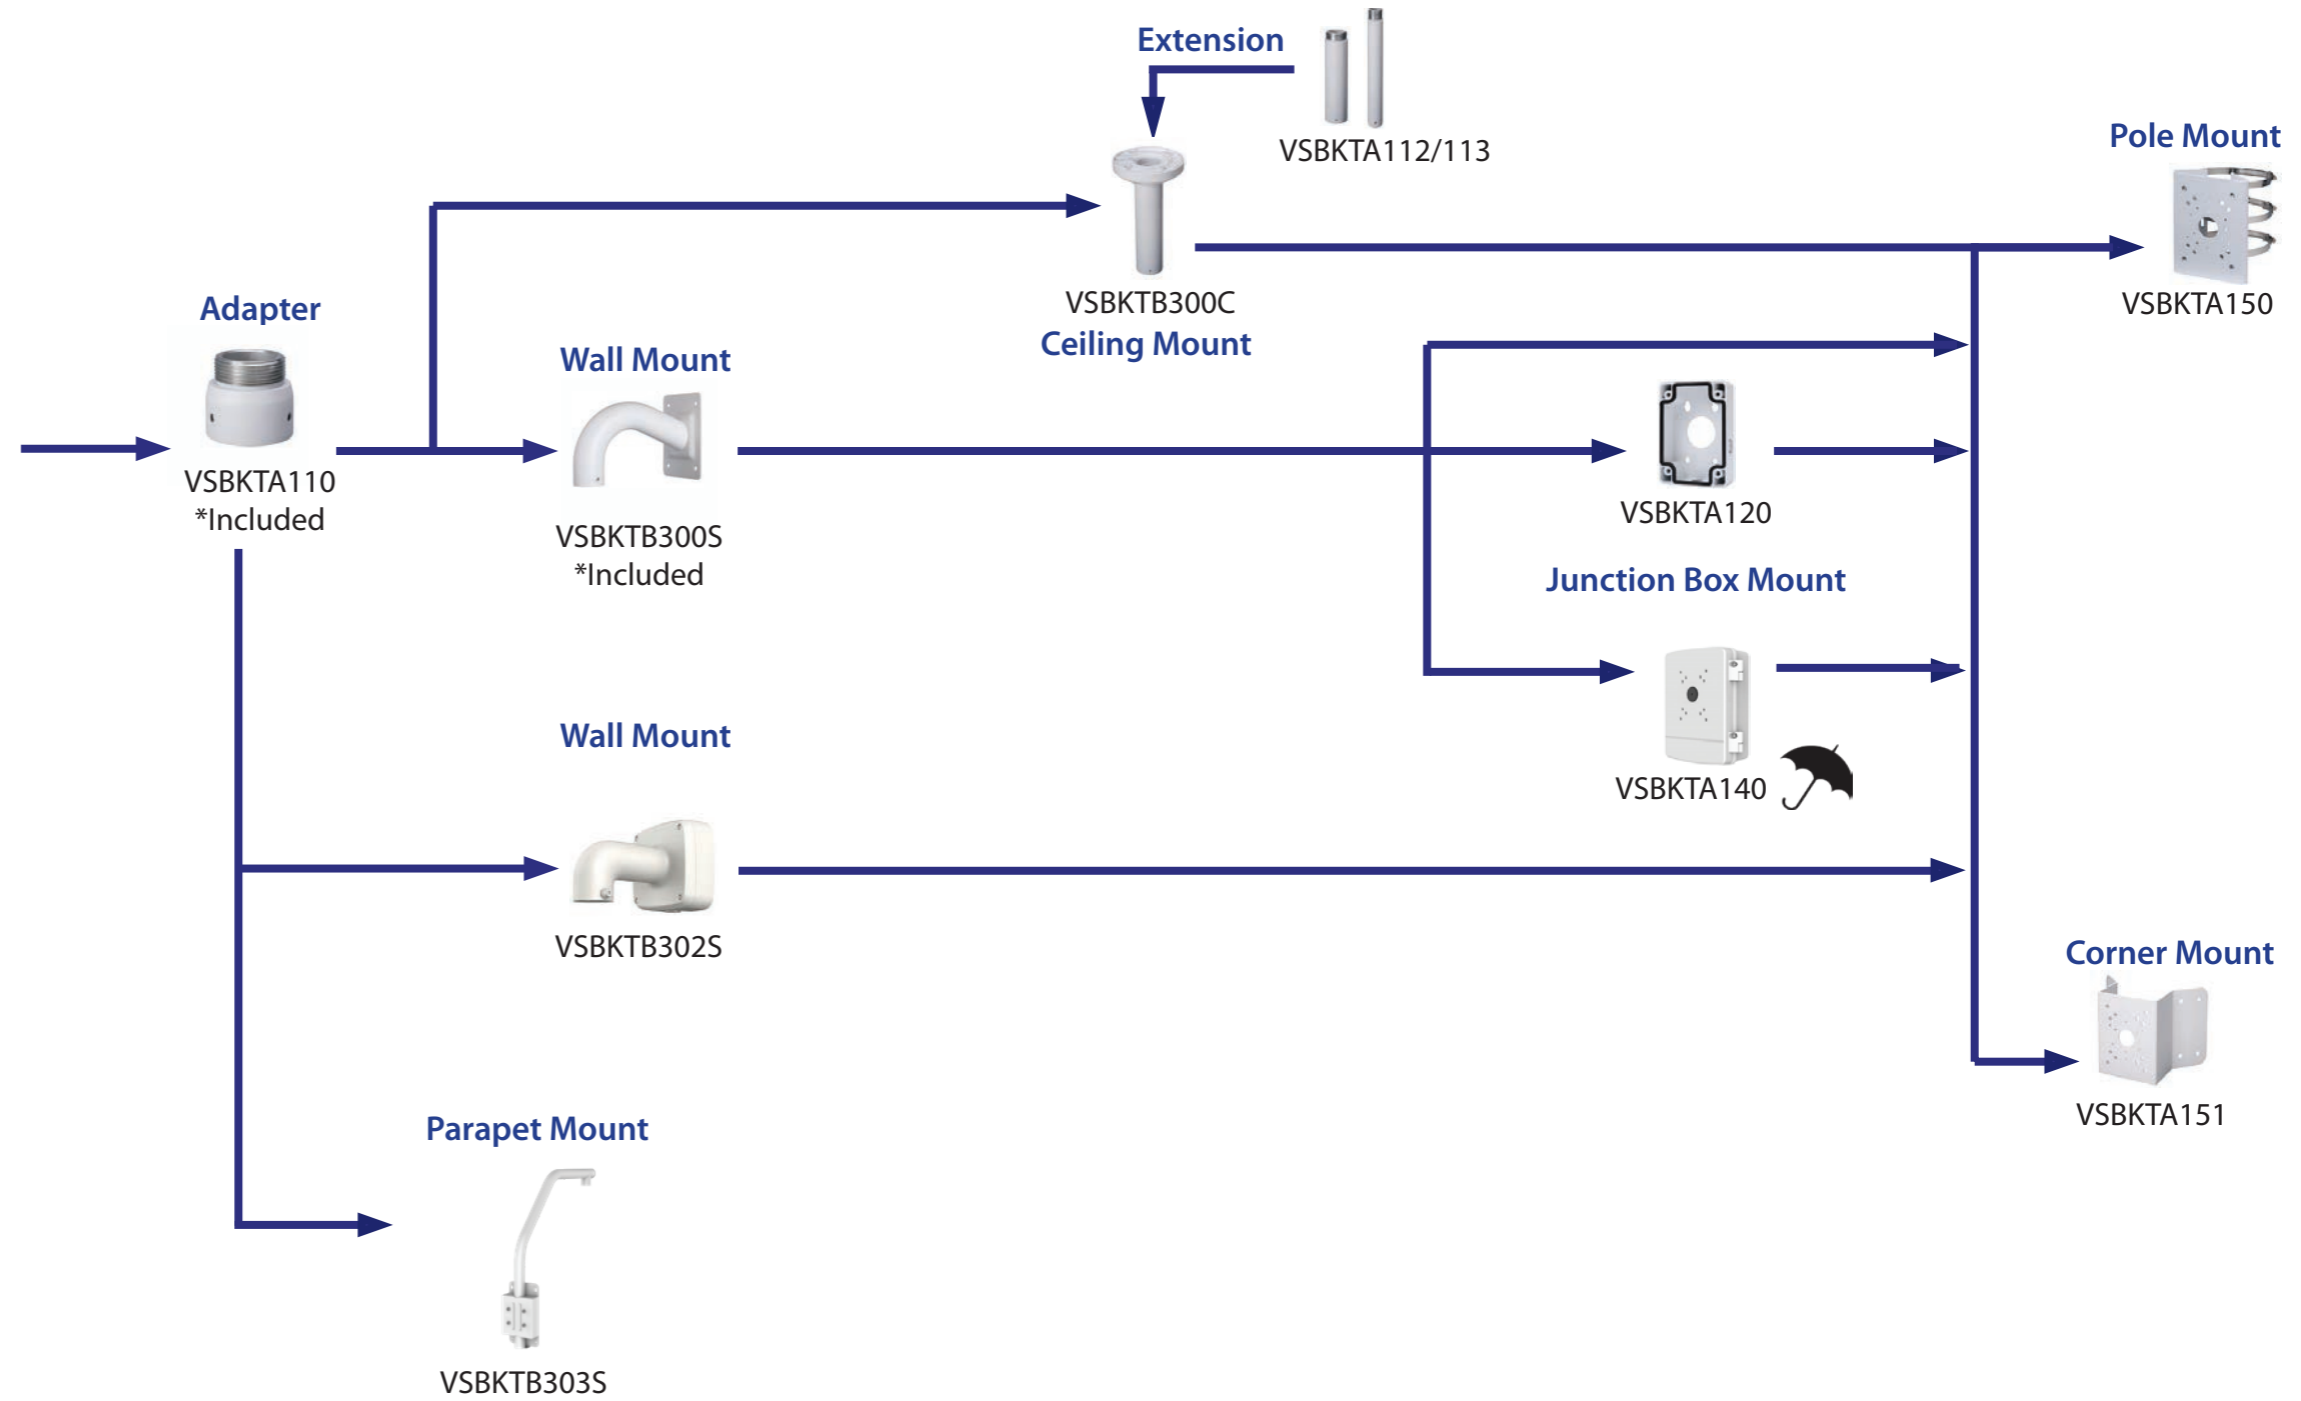 Extension
VSBKTA112/113
Pole Mount
VSBKTA150
VSBKTB300C
Ceiling Mount
Adapter
VSBKTA110
*Included
Wall Mount
VSBKTB300S
*Included
VSBKTA120
Junction Box Mount
VSBKTA140
Wall Mount
VSBKTB302S
Corner Mount
VSBKTA151
Parapet Mount
VSBKTB303S